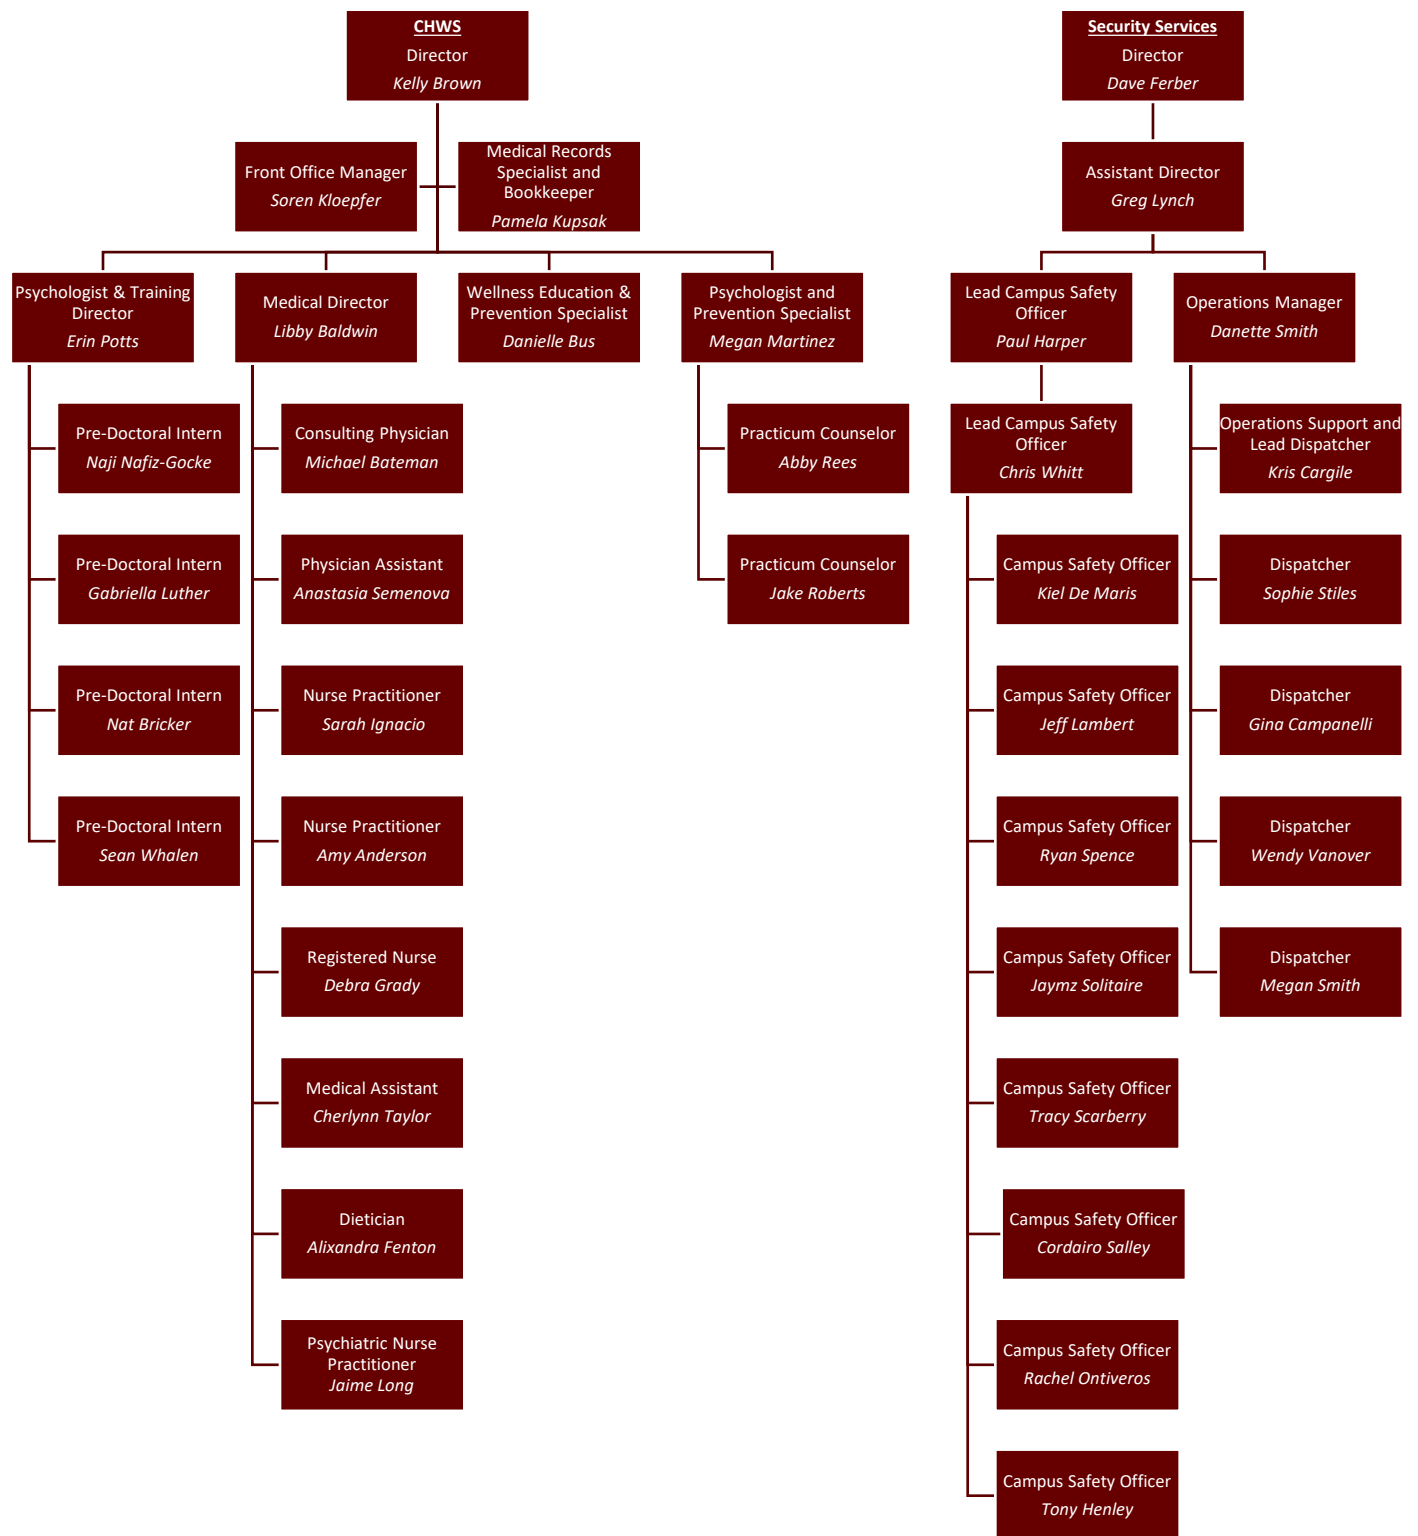 CHWS
Director
Kelly Brown
Front Office Manager
Soren Kloepfer
Medical Records
Specialist and
Bookkeeper
Pamela Kupsak
Psychologist & Training
Director
Erin Potts
Pre-Doctoral Intern
Naji Nafiz-Gocke
Pre-Doctoral Intern
Gabriella Luther
Pre-Doctoral Intern
Nat Bricker
Pre-Doctoral Intern
Sean Whalen
Medical Director
Libby Baldwin
Consulting Physician
Michael Bateman
Physician Assistant
Anastasia Semenova
Nurse Practitioner
Sarah Ignacio
Nurse Practitioner
Amy Anderson
Registered Nurse
Debra Grady
Medical Assistant
Cherlynn Taylor
Dietician
Alixandra Fenton
Psychiatric Nurse
Practitioner
Jaime Long
Wellness Education &
Prevention Specialist
Danielle Bus
Psychologist and
Prevention Specialist
Megan Martinez
Practicum Counselor
Abby Rees
Practicum Counselor
Jake Roberts
Security Services
Director
Dave Ferber
Assistant Director
Greg Lynch
Lead Campus Safety
Officer
Paul Harper
Lead Campus Safety
Officer
Chris Whitt
Campus Safety Officer
Kiel De Maris
Campus Safety Officer
Jeff Lambert
Campus Safety Officer
Ryan Spence
Campus Safety Officer
Jaymz Solitaire
Campus Safety Officer
Tracy Scarberry
Campus Safety Officer
Cordairo Salley
Campus Safety Officer
Rachel Ontiveros
Campus Safety Officer
Tony Henley
Operations Manager
Danette Smith
Operations Support and
Lead Dispatcher
Kris Cargile
Dispatcher
Sophie Stiles
Dispatcher
Gina Campanelli
Dispatcher
Wendy Vanover
Dispatcher
Megan Smith